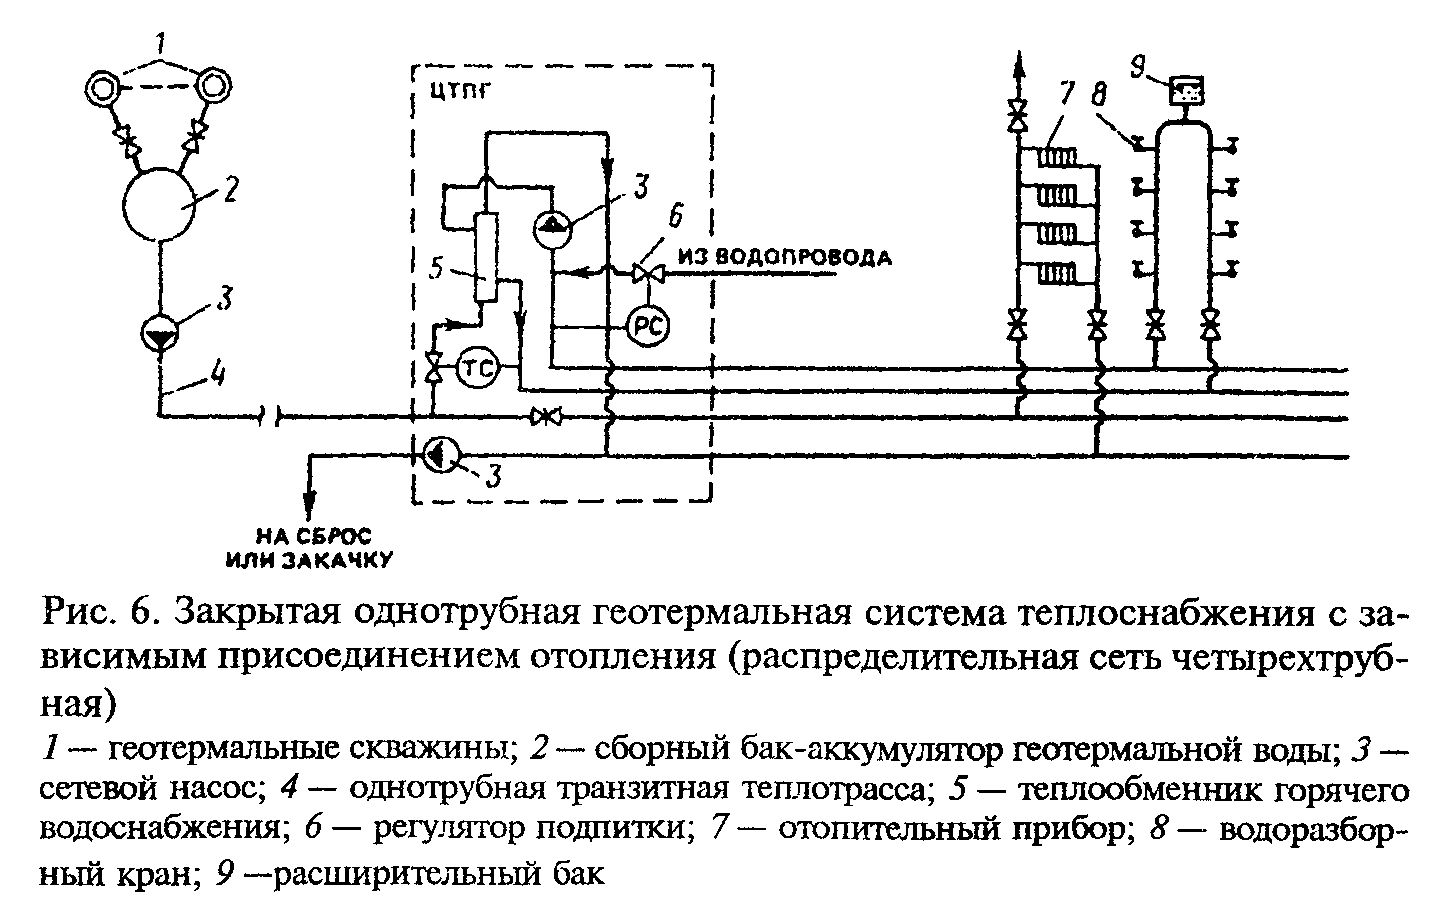 1
ЦТПГ
9
7
8
2
3
6
ИЗ ВОДОПРОВОДА
5
3
РС
4
ТС
3
НА СБРОС
ИЛИ ЗАКАЧКУ
Рис. 6. Закрытая однотрубная геотермальная система теплоснабжения с за-
висимым присоединением отопления (распределительная сеть четырехтруб-
ная)
1 — геотермальные скважины; 2 — сборный бак-аккумулятор геотермальной воды; 3 —
сетевой насос; 4 — однотрубная транзитная теплотрасса; 5 — теплообменник горячего
водоснабжения; 6 — регулятор подпитки; 7 — отопительный прибор; 8 — водоразбор-
ный кран; 9 —расширительный бак